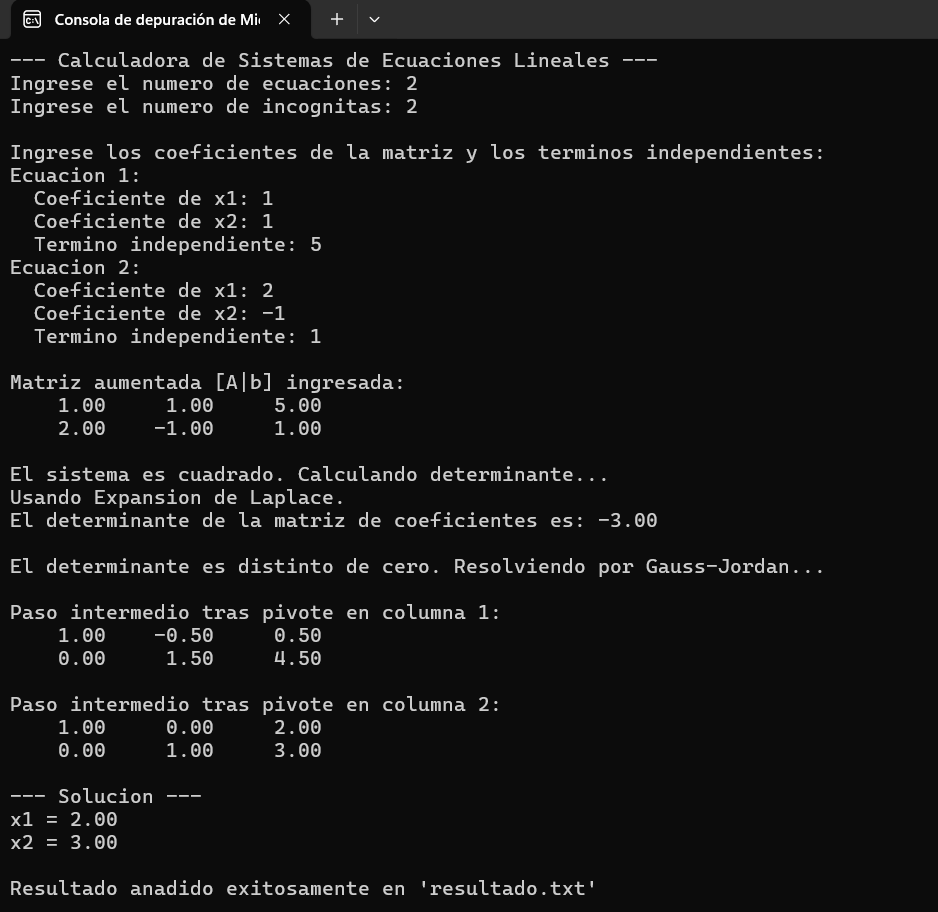 Consola de depuración de Mi
--- Calculadora de Sistemas de Ecuaciones Lineales ---
Ingrese el numero de ecuaciones: 2
Ingrese el numero de incognitas: 2
Ingrese los coeficientes de la matriz y los terminos independientes:
Ecuacion 1:
  Coeficiente de x1: 1
  Coeficiente de x2: 1
  Termino independiente: 5
Ecuacion 2:
  Coeficiente de x1: 2
  Coeficiente de x2: -1
  Termino independiente: 1
Matriz aumentada [A|b] ingresada:
    1.00     1.00     5.00
    2.00    -1.00     1.00
El sistema es cuadrado. Calculando determinante...
Usando Expansion de Laplace.
El determinante de la matriz de coeficientes es: -3.00
El determinante es distinto de cero. Resolviendo por Gauss-Jordan...
Paso intermedio tras pivote en columna 1:
    1.00    -0.50     0.50
    0.00     1.50     4.50
Paso intermedio tras pivote en columna 2:
    1.00     0.00     2.00
    0.00     1.00     3.00
--- Solucion ---
x1 = 2.00
x2 = 3.00
Resultado anadido exitosamente en 'resultado.txt'